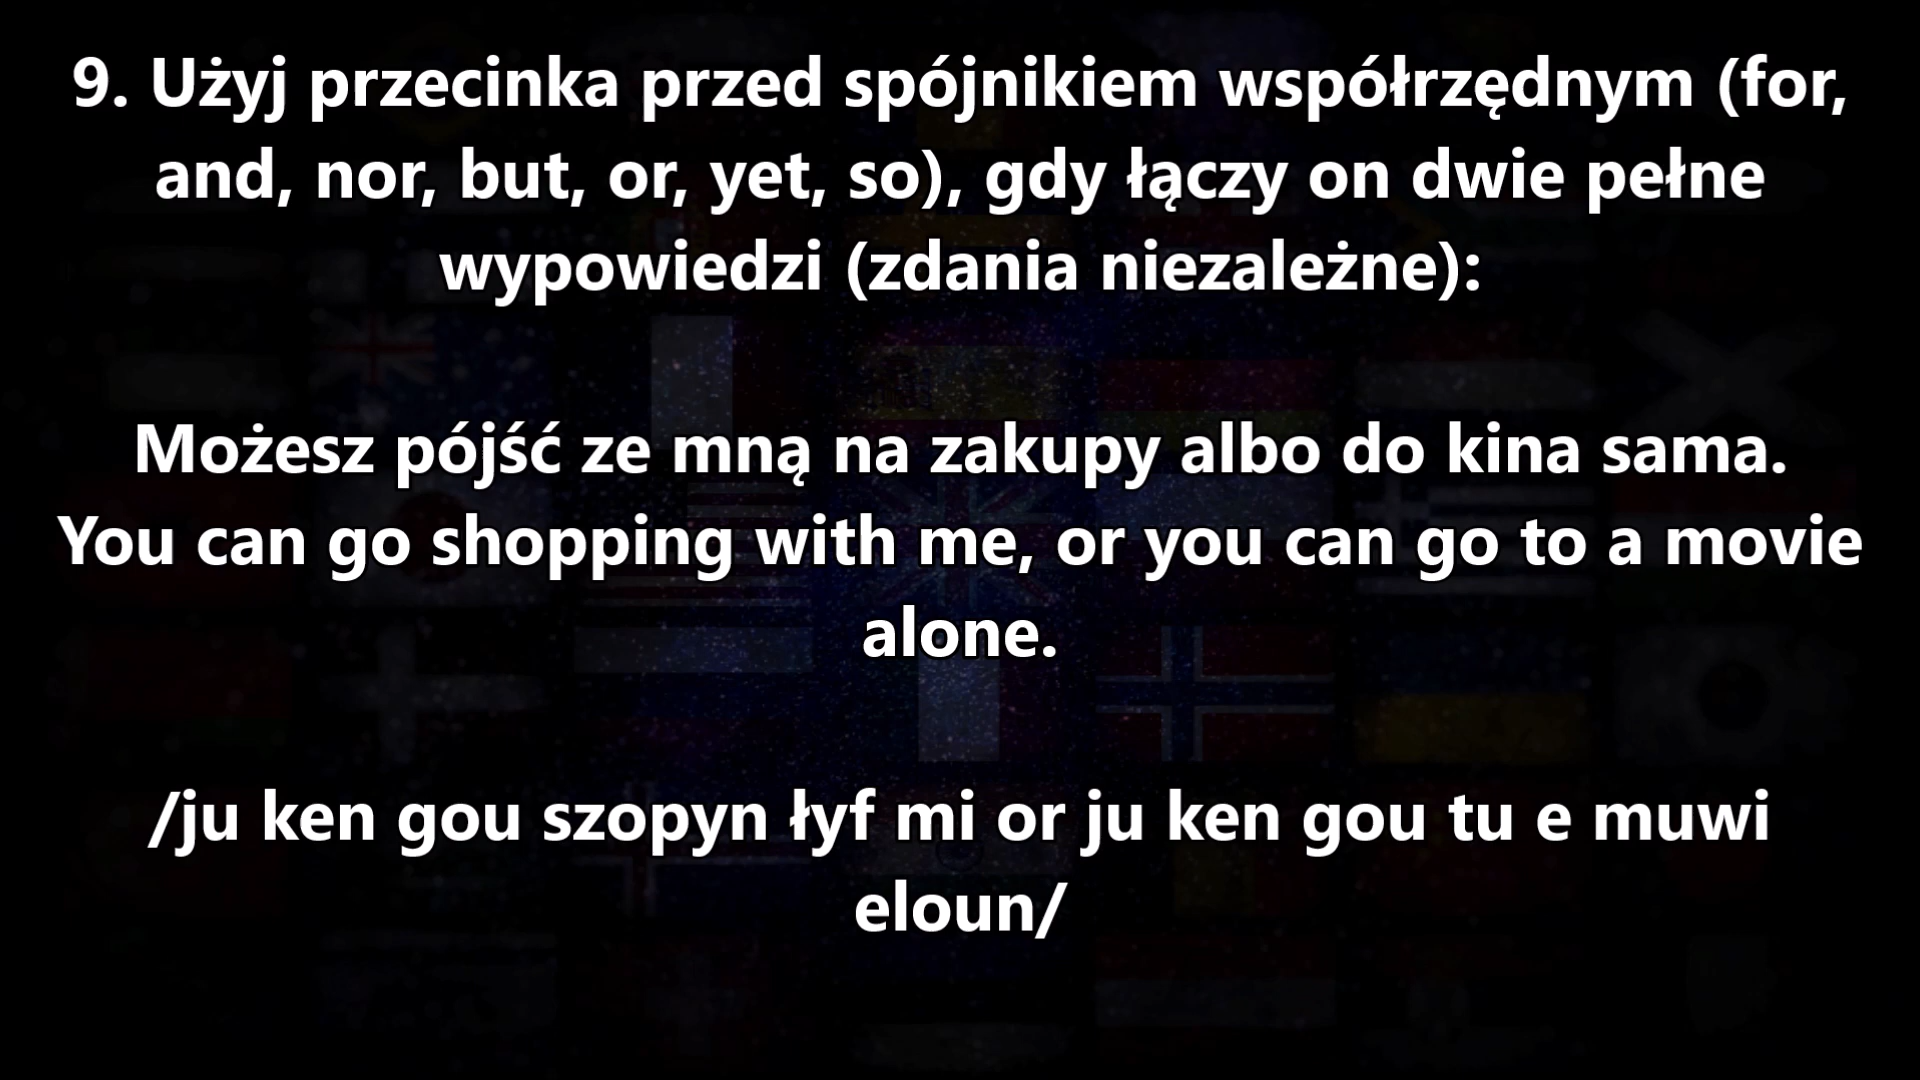 9. Użyj przecinka przed spójnikiem współrzędnym (for,
and, nor, but, or, yet, so), gdy łączy on dwie pełne
wypowiedzi (zdania niezależne):
Możesz pójść ze mną na zakupy albo do kina sama.
You can go shopping with me, or you can go to a movie
alone.
/ju ken gou szopyn łyf mi or ju ken gou tu e muwi
eloun/